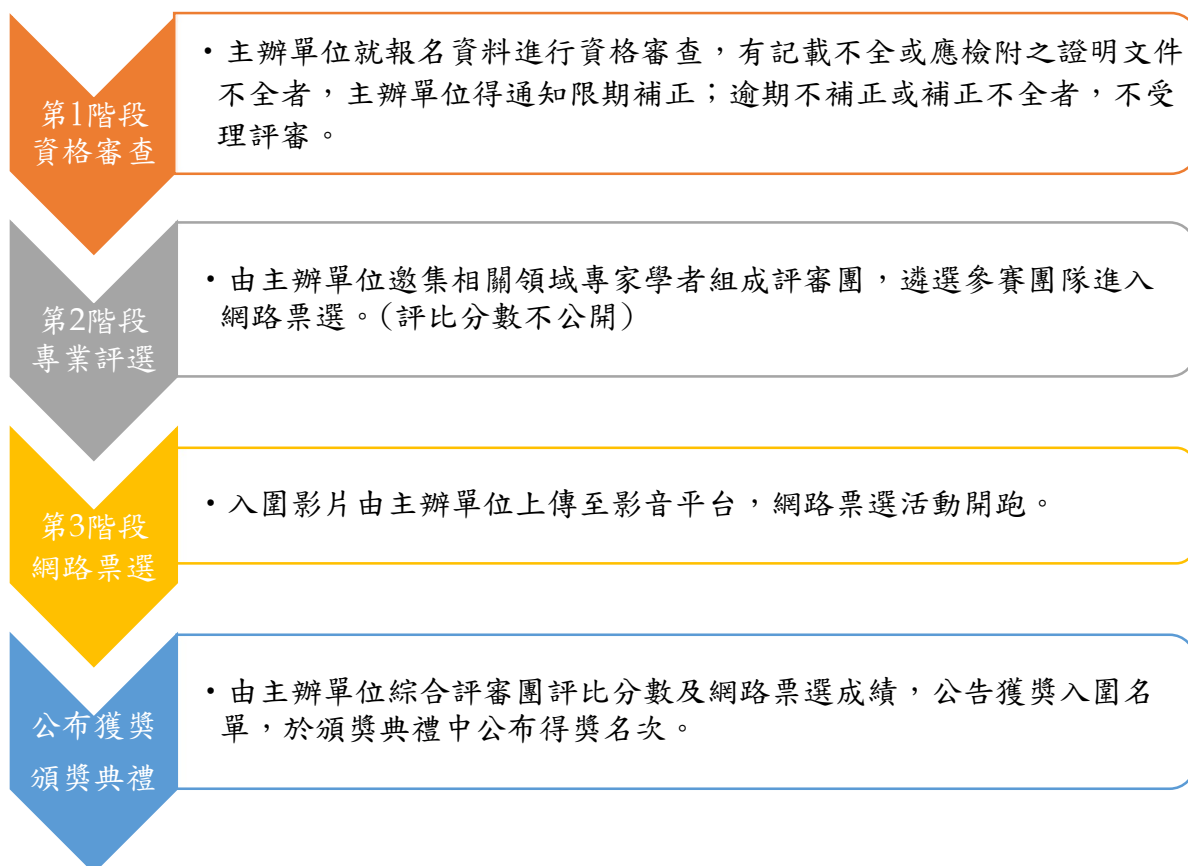 第1階段
資格審查
•主辦單位就報名資料進行資格審查，有記載不全或應檢附之證明文件
不全者，主辦單位得通知限期補正；逾期不補正或補正不全者，不受
理評審。
第2階段
專業評選
•由主辦單位邀集相關領域專家學者組成評審團，遴選參賽團隊進入
網路票選。(評比分數不公開)
第3階段
網路票選
•入圍影片由主辦單位上傳至影音平台，網路票選活動開跑。
公布獲獎
頒獎典禮
•由主辦單位綜合評審團評比分數及網路票選成績，公告獲獎入圍名
單，於頒獎典禮中公布得獎名次。